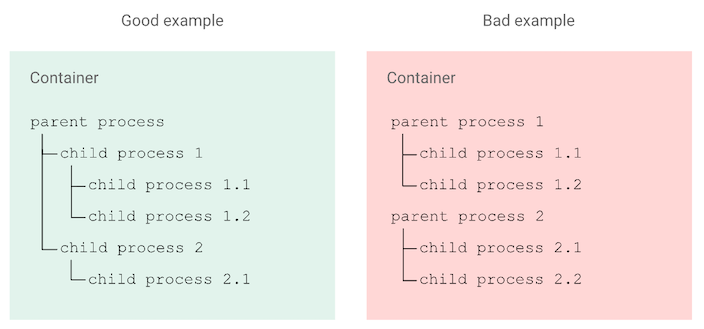 Good example
Container
parent process
child process 1
child process 1.1
child process 1.2
child process 2
child process 2.1
Bad example
Container
parent process 1
child process 1.1
child process 1.2
parent process 2
child process 2.1
child process 2.2